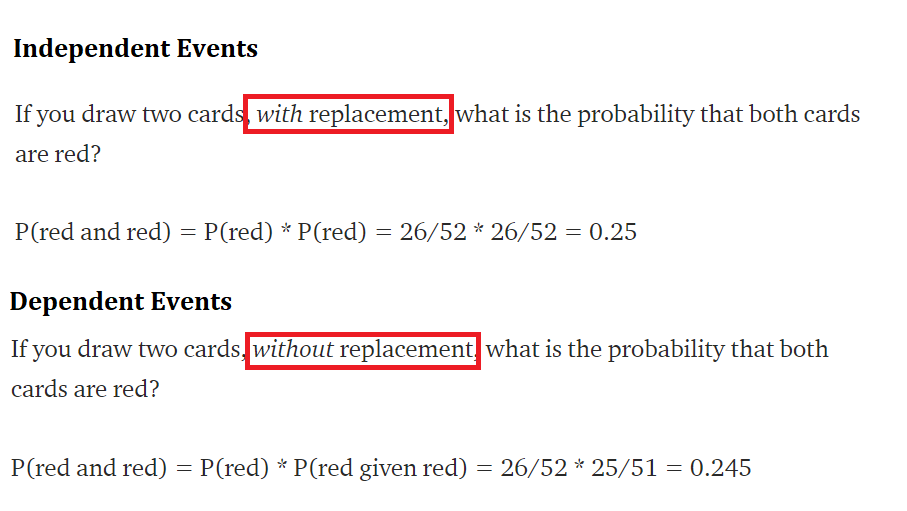 Independent Events
If you draw two cards, with replacement, what is the probability that both cards
are red?
P(red and red) = P(red) * P(red) = 26/52 * 26/52 = 0.25
Dependent Events
If you draw two cards, without replacement, what is the probability that both
cards are red?
P(red and red) = P(red) * P(red given red) = 26/52 * 25/51 = 0.245